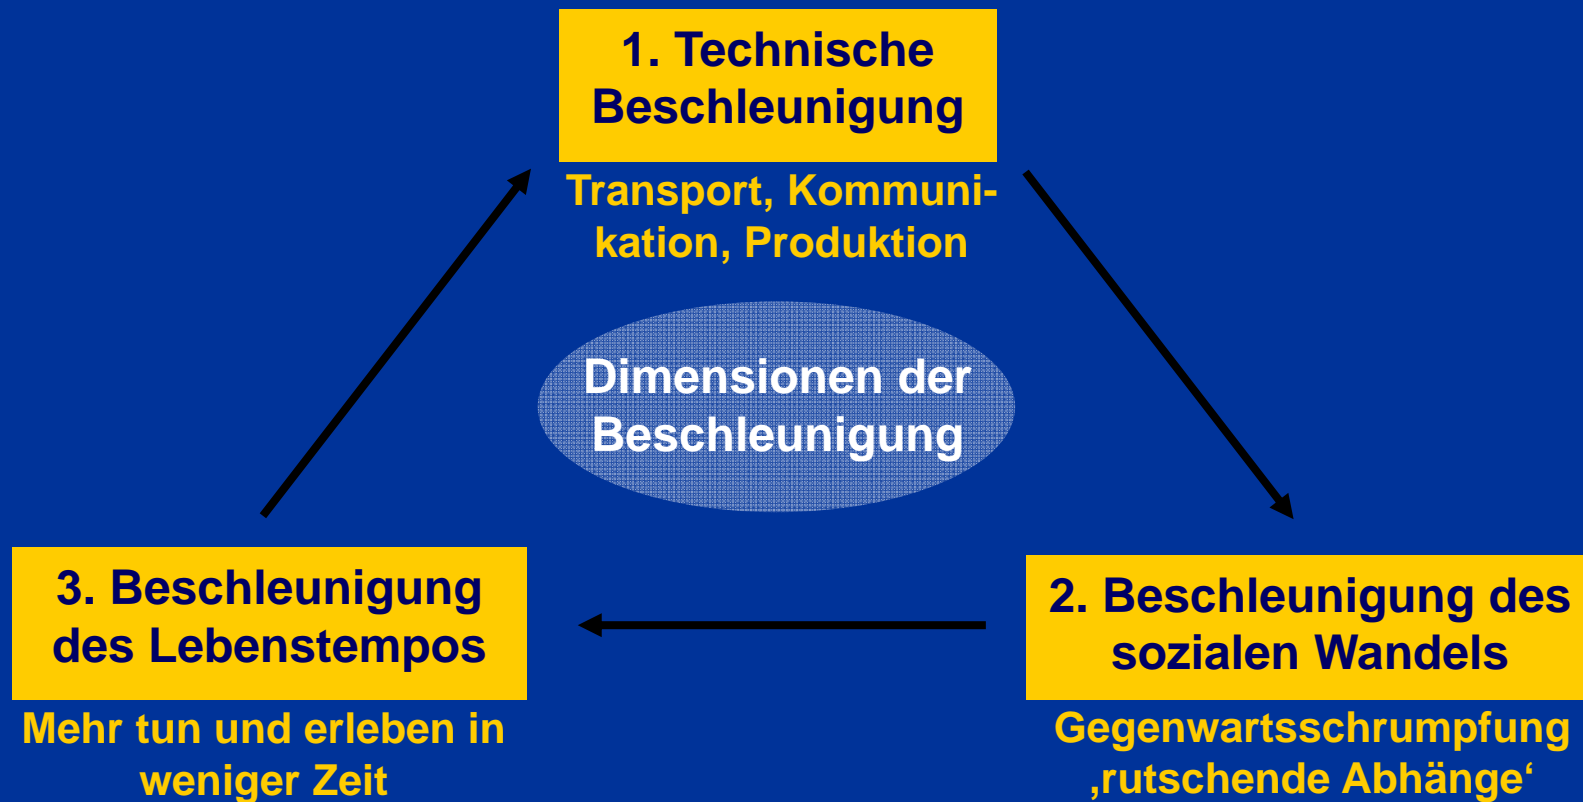 1. Technische
Beschleunigung
Transport, Kommuni-
kation, Produktion
Dimensionen der
Beschleunigung
2. Beschleunigung des
sozialen Wandels
Gegenwartsschrumpfung
‚rutschende Abhänge‘
3. Beschleunigung
des Lebenstempos
Mehr tun und erleben in
weniger Zeit